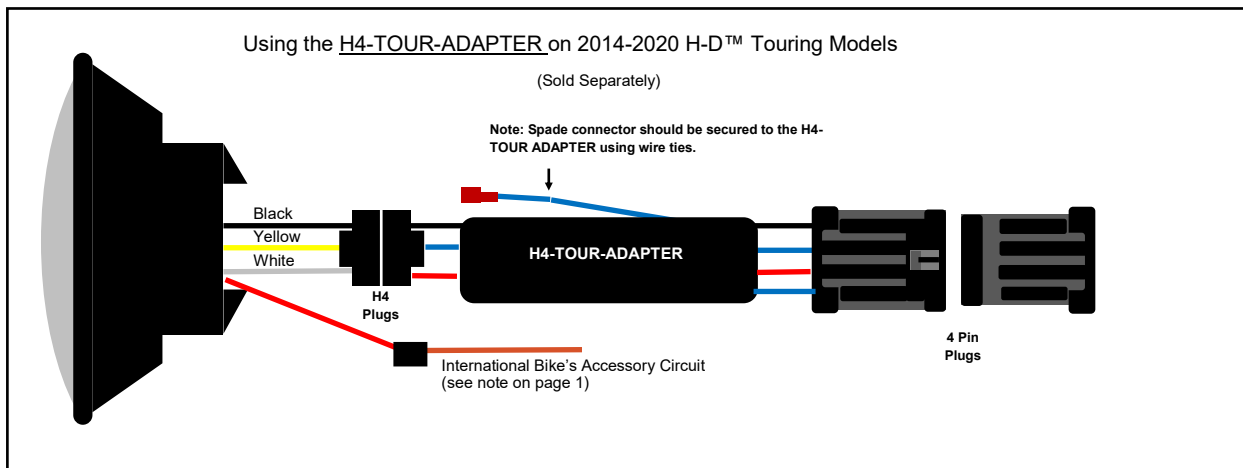 Using the H4-TOUR-ADAPTER on 2014-2020 H-D™ Touring Models
(Sold Separately)
Note: Spade connector should be secured to the H4-
TOUR ADAPTER using wire ties.
Black
Yellow
White
H4-TOUR-ADAPTER
H4
Plugs
4 Pin
Plugs
International Bike's Accessory Circuit
(see note on page 1)